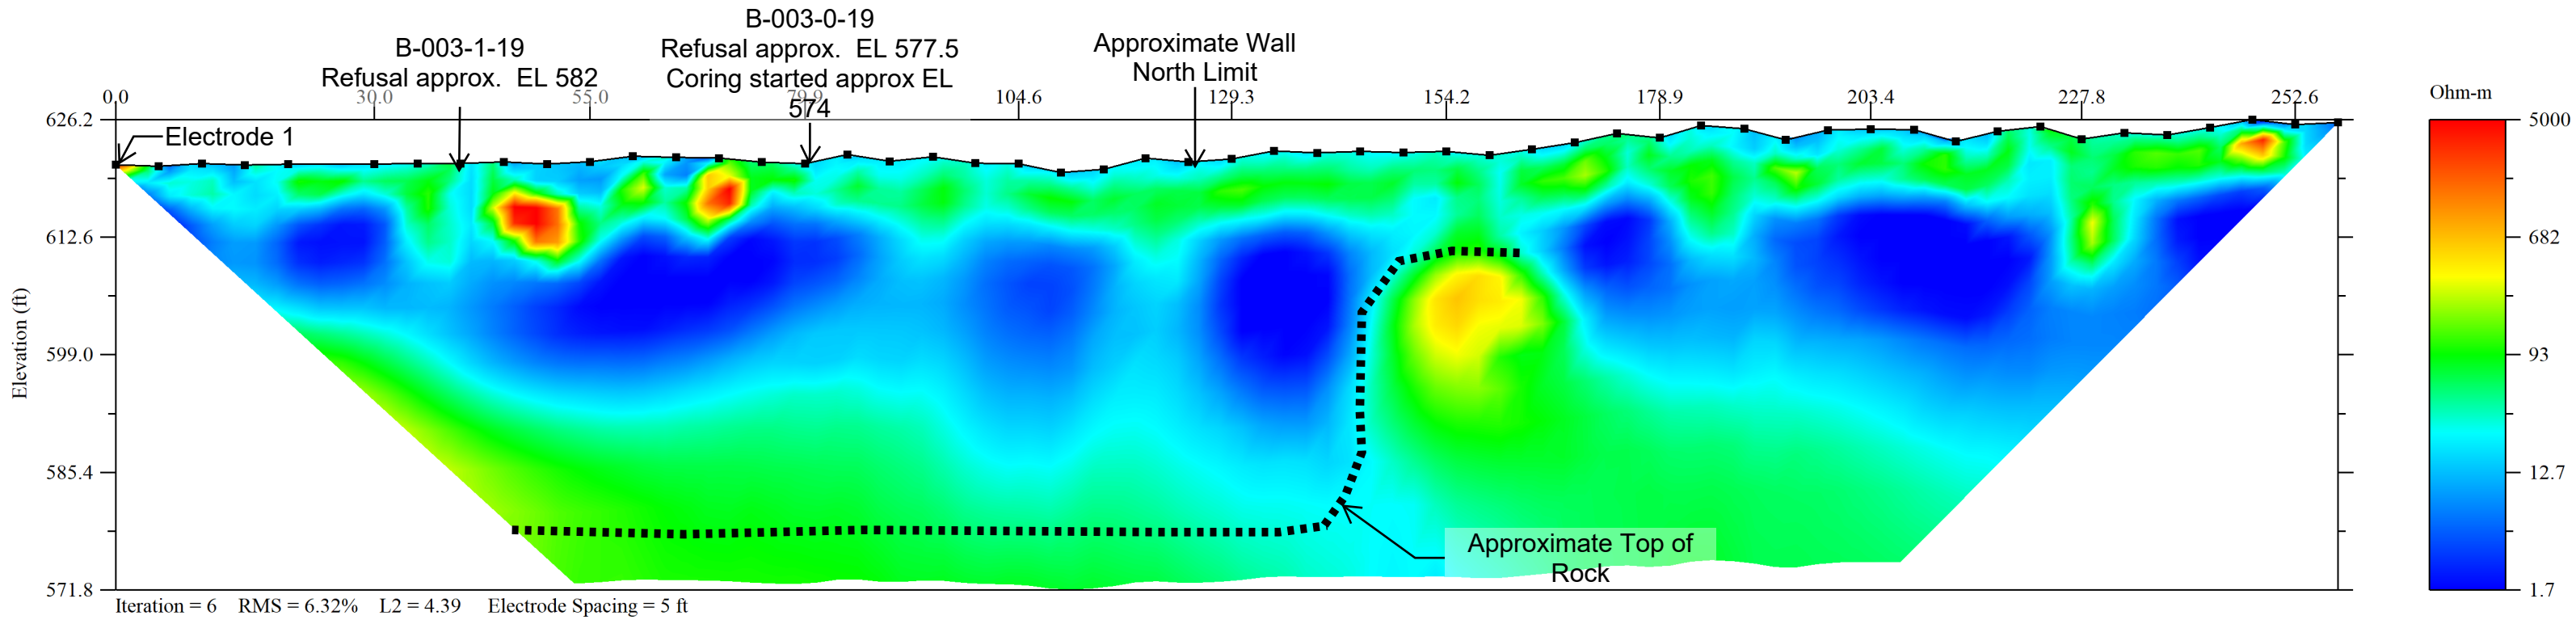 B-003-0-19
B-003-1-19
Refusal approx. EL 577.5
Approximate Wall
Refusal approx. EL 582
Coring started approx EL
North Limit
574
0.0 30.0 55.0 79.9 104.6 129.3 154.2 178.9 203.4 227.8 252.6
Ohm-m
626.2
5000
Electrode 1
612.6
682
Elevation (ft)
599.0
93
585.4
12.7
Approximate Top of
Rock
571.8
1.7
Iteration = 6 RMS = 6.32% L2 = 4.39 Electrode Spacing = 5 ft